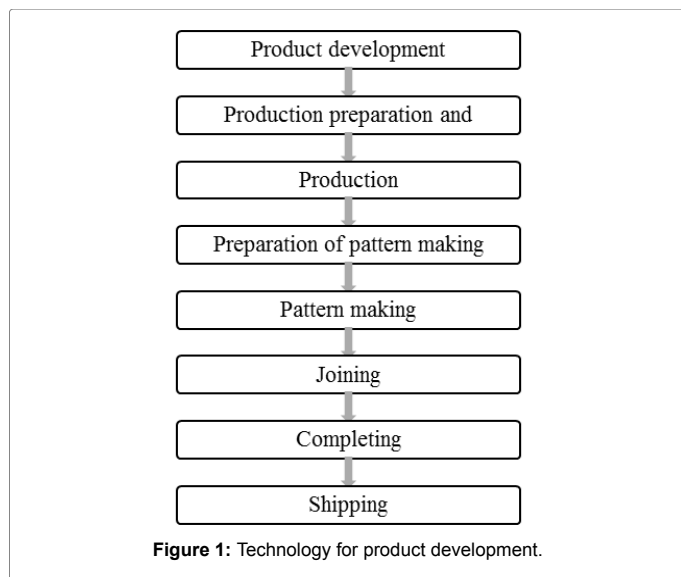 Product development
Production preparation and
Production
Preparation of pattern making
Pattern making
Joining
Completing
Shipping
Figure 1: Technology for product development.